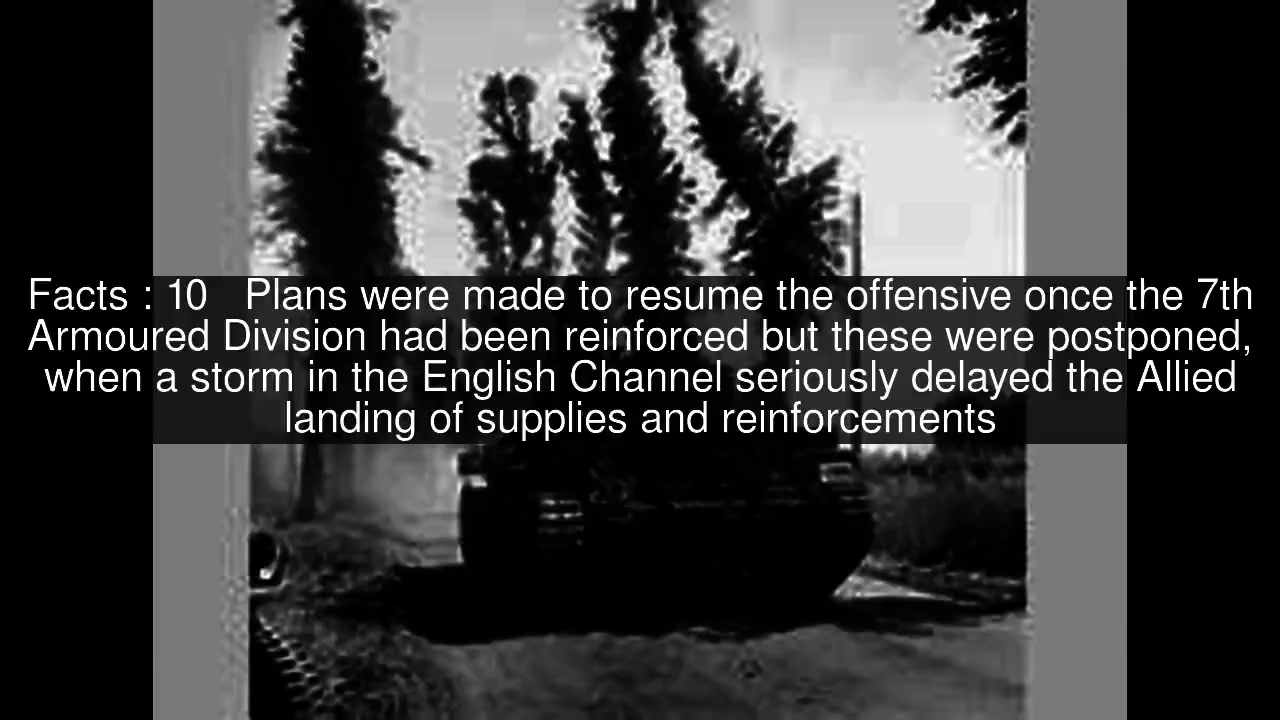 Facts : 10 Plans were made to resume the offensive once the 7th
Armoured Division had been reinforced but these were postponed,
when a storm in the English Channel seriously delayed the Allied
landing of supplies and reinforcements